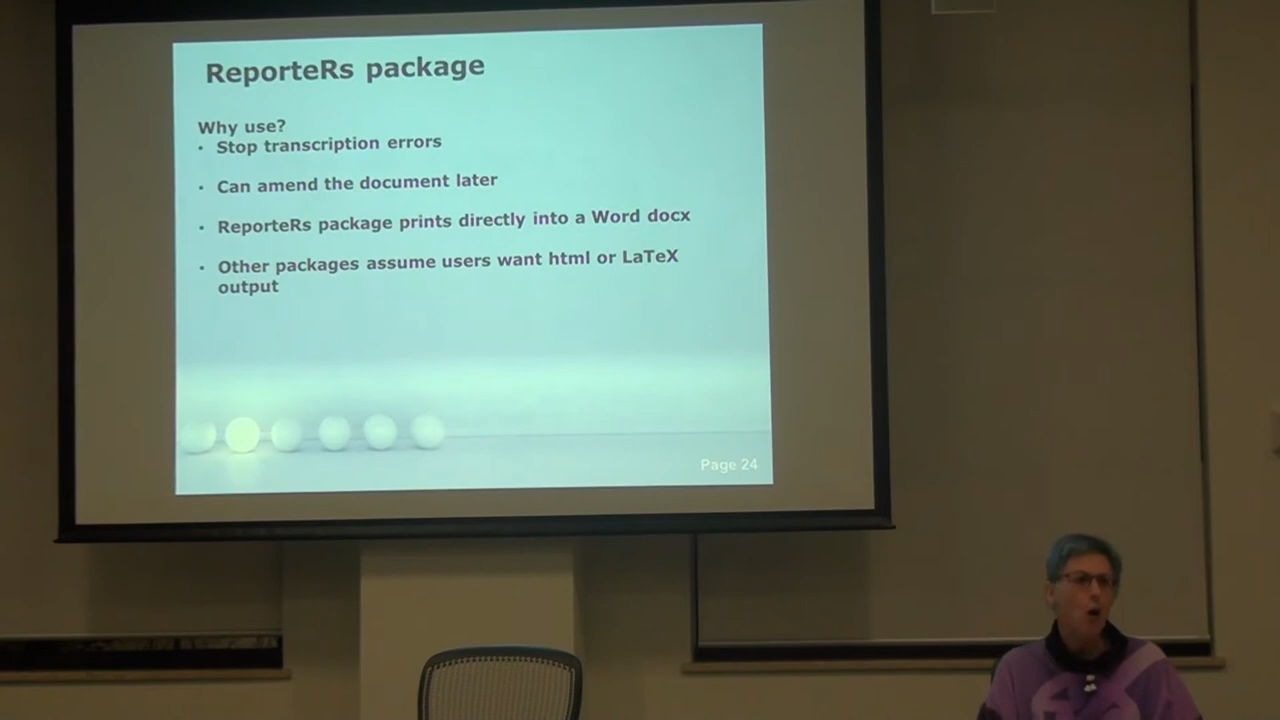 ReporteRs package
Why use?
• Stop transcription errors
• Can amend the document later
• ReporteRs package prints directly into a Word docx
• Other packages assume users want html or LaTeX
output
Page 24